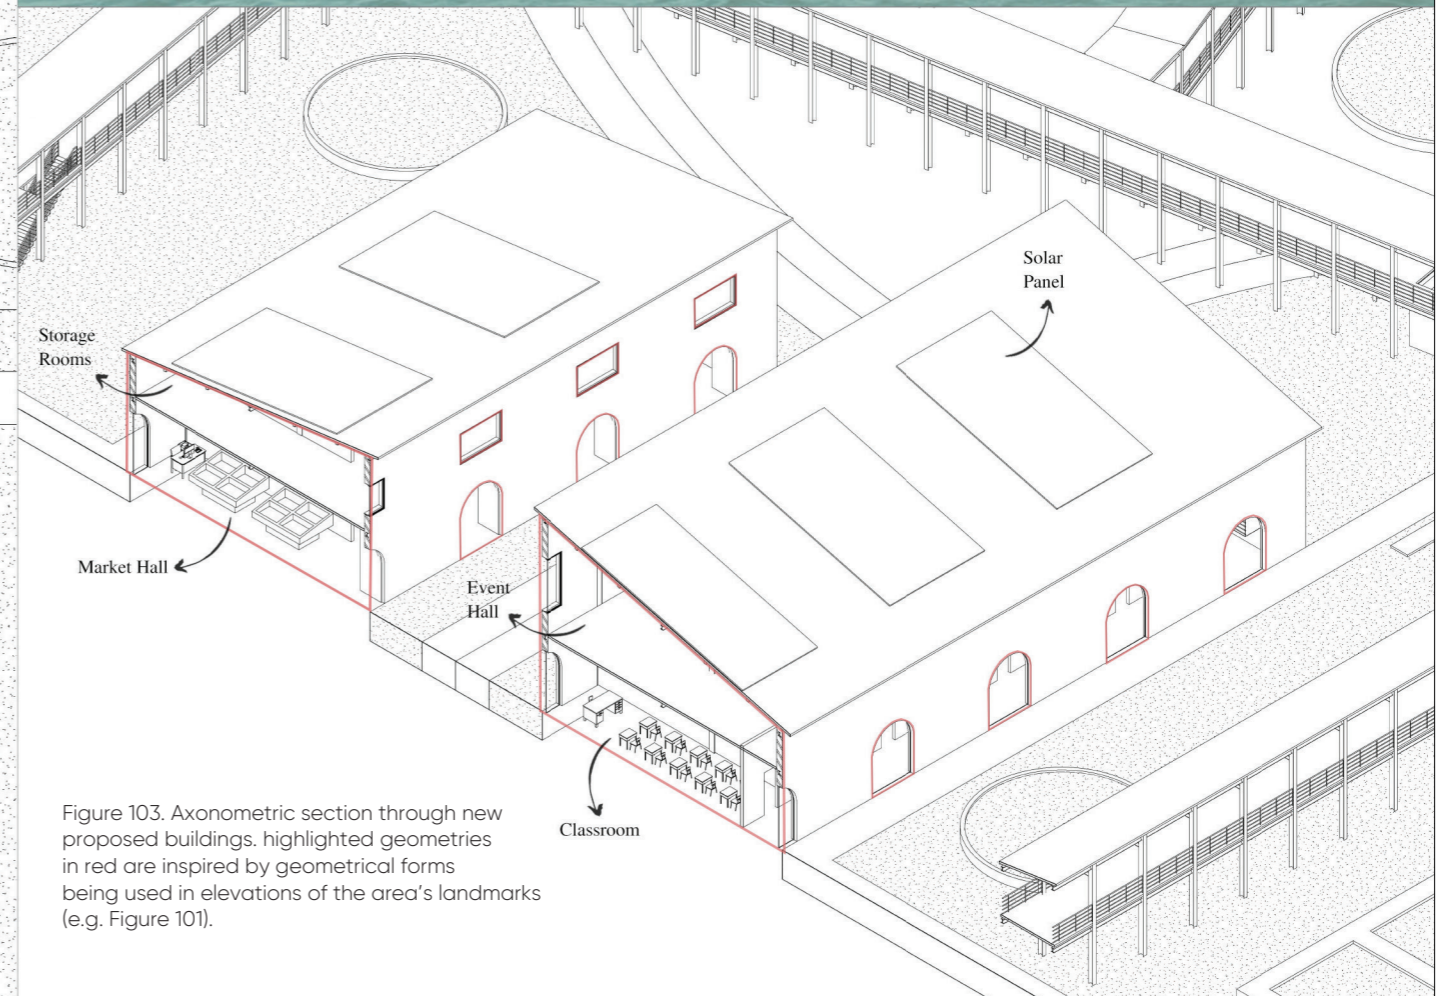 Solar
Panel
Storage
Rooms
Market Hall
Event
Hall
Classroom
Figure 103. Axonometric section through new
proposed buildings. highlighted geometries
in red are inspired by geometrical forms
being used in elevations of the area's landmarks
(e.g. Figure 101).